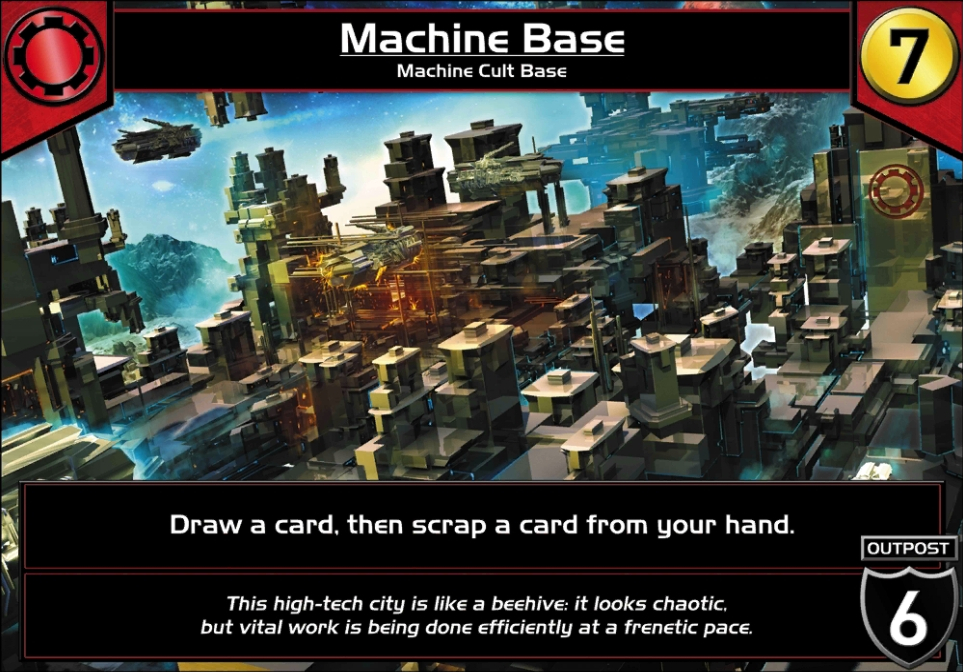 Machine Base
Machine Cult Base
7
Draw a card, then scrap a card from your hand.
OUTPOST
6
This high-tech city is like a beehive: it looks chaotic,
but vital work is being done efficiently at a frenetic pace.